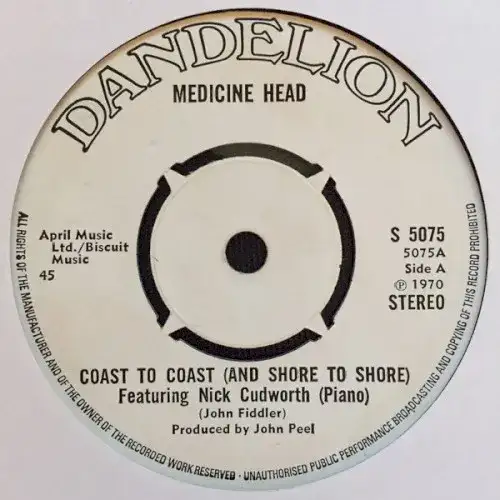 DANDELION
MEDICINE HEAD
April Music
Ltd./Biscuit
Music
45
S 5075
5075A
Side A
Ⓟ 1970
STEREO
COAST TO COAST (AND SHORE TO SHORE)
Featuring Nick Cudworth (Piano)
(John Fiddler)
Produced by John Peel
ALL RIGHTS OF THE MANUFACTURER AND OF THE OWNER OF THE RECORDED WORK RESERVED · UNAUTHORISED PUBLIC PERFORMANCE BROADCASTING AND COPYING OF THIS RECORD PROHIBITED